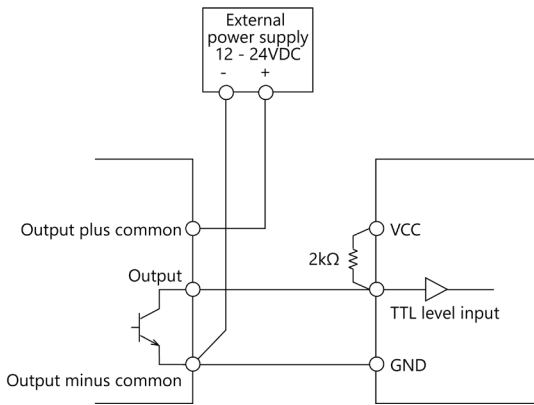 External
power supply
12 - 24VDC
- +
Output plus common
VCC
2kΩ
Output
TTL level input
Output minus common
GND